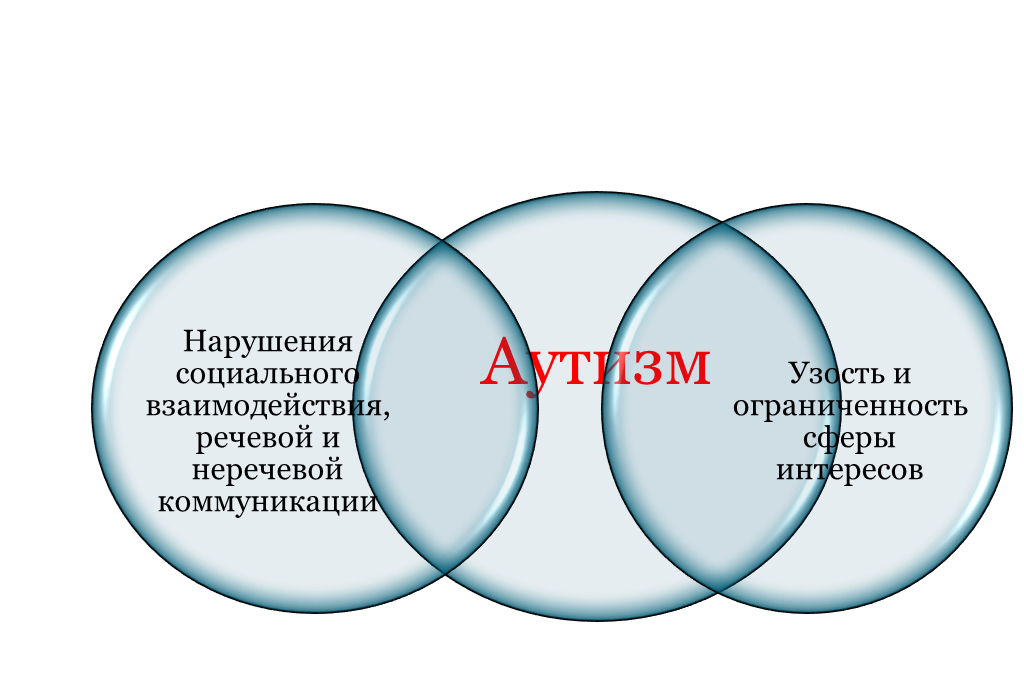 Нарушения
социального
взаимодействия,
речевой и
неречевой
коммуникации
Аутизм
Узость и
ограниченность
сферы
интересов